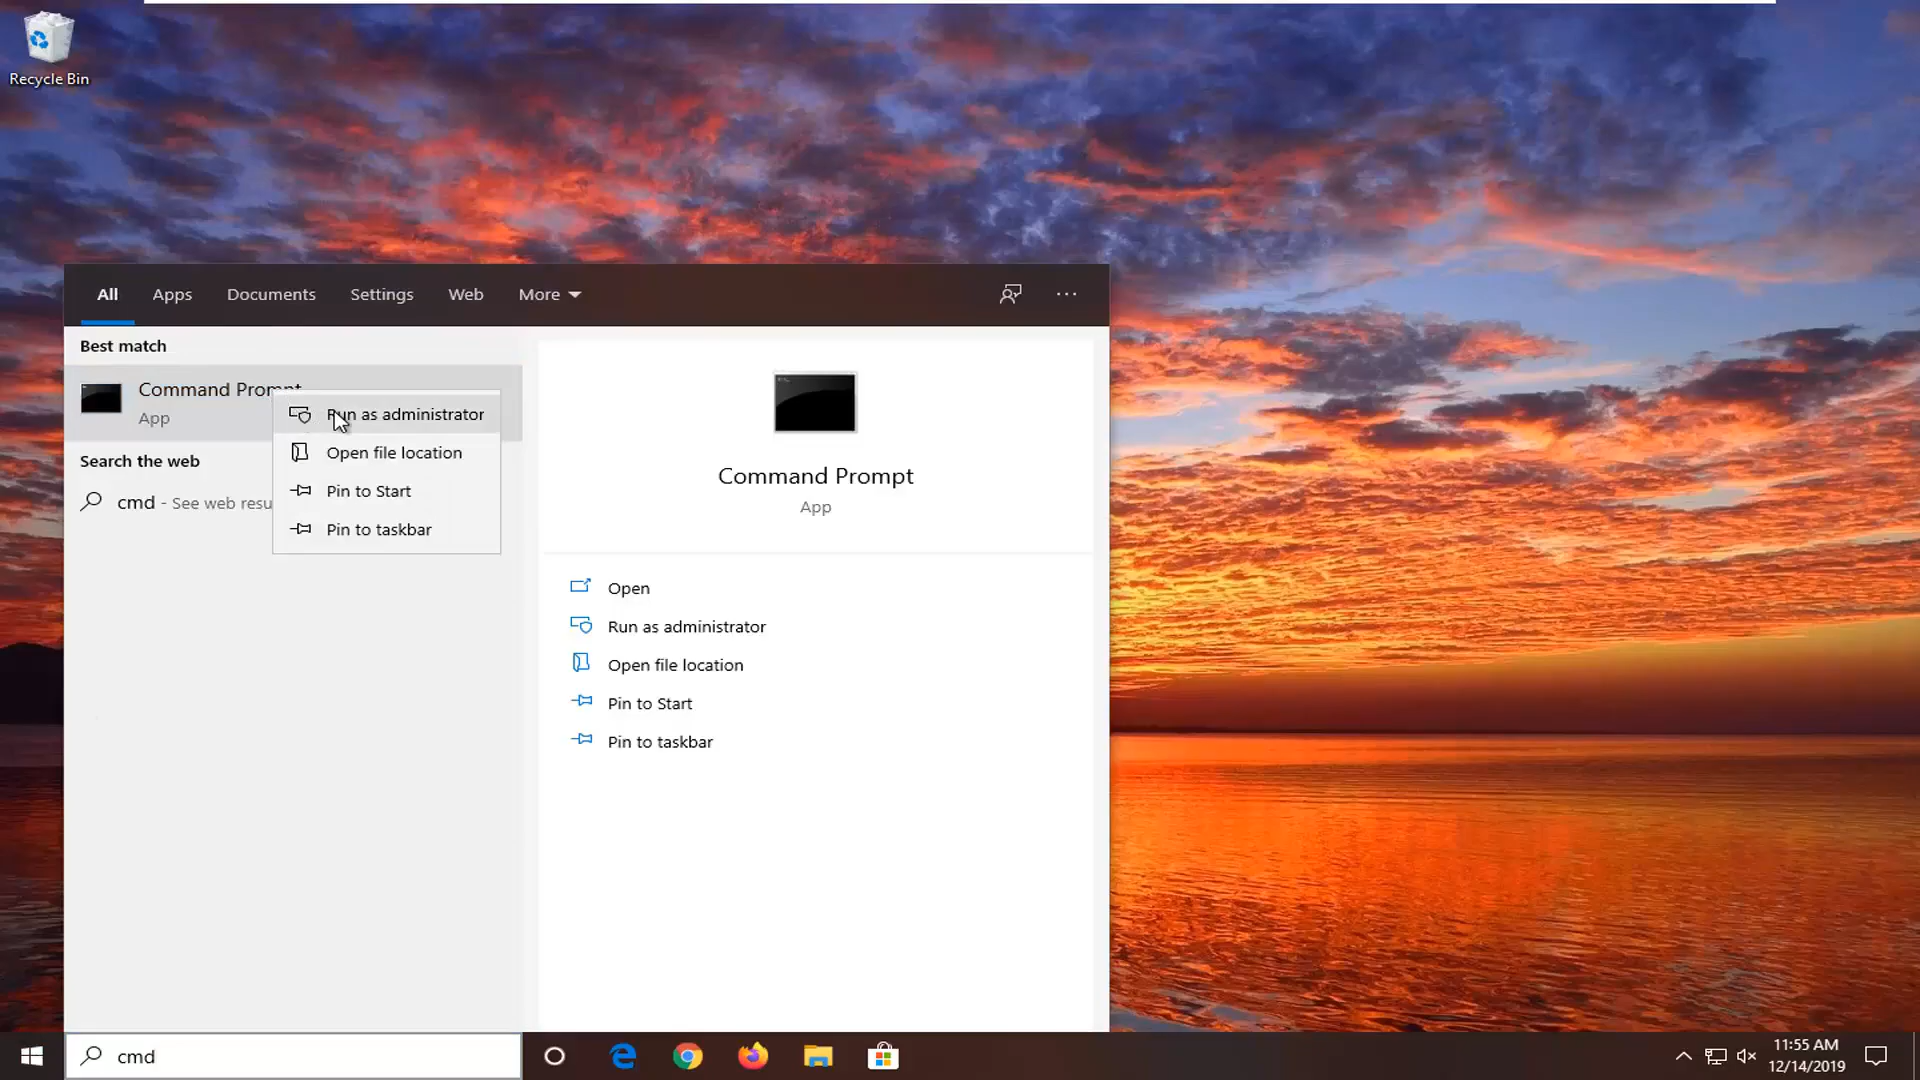 Recycle Bin
All Apps Documents Settings Web More
Best match
Command Prompt
App
Run as administrator
Open file location
Pin to Start
Pin to taskbar
Search the web
cmd - See web resu
Command Prompt
App
Open
Run as administrator
Open file location
Pin to Start
Pin to taskbar
cmd
11:55 AM
12/14/2019